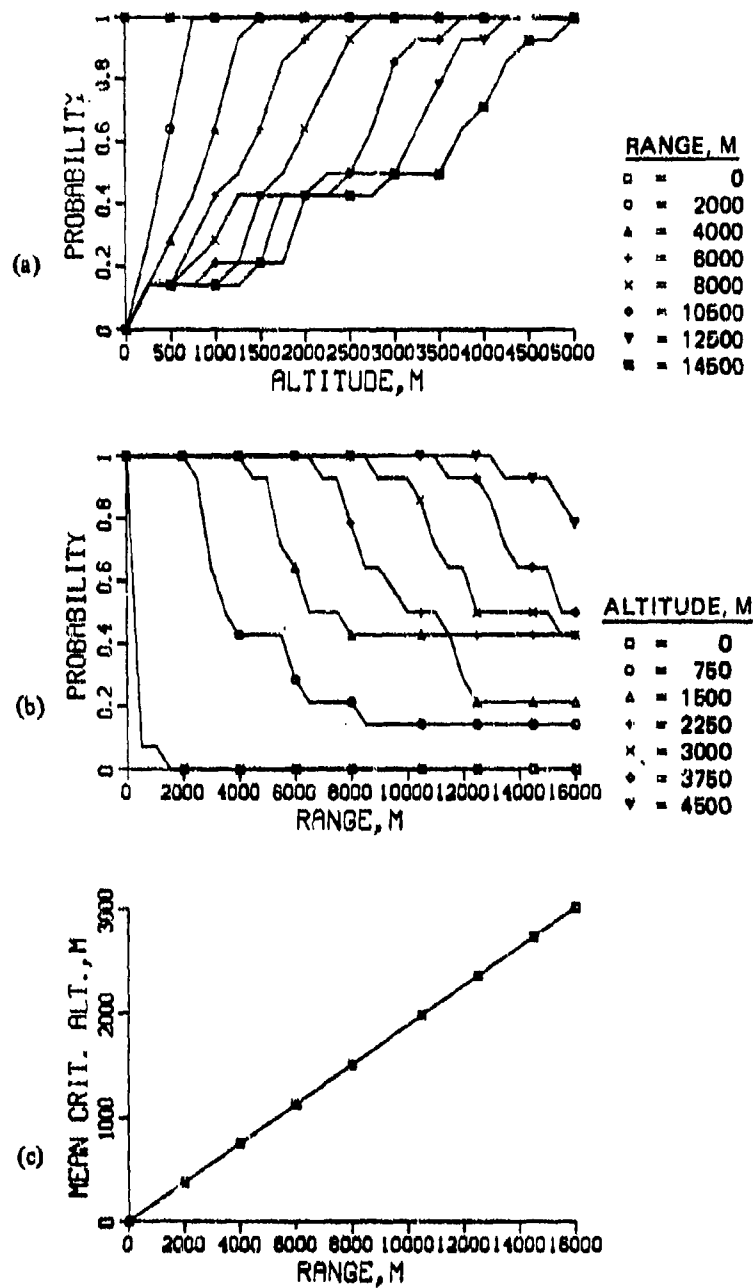 (a)
PROBABILITY
0 0.2 0.4 0.6 0.8 1
0 500 1000 1500 2000 2500 3000 3500 4000 4500 5000
ALTITUDE, M
RANGE, M
= 0
= 2000
= 4000
= 6000
= 8000
= 10500
= 12500
= 14500
(b)
PROBABILITY
0 0.2 0.4 0.6 0.8 1
0 2000 4000 6000 8000 10000 12000 14000 16000
RANGE, M
ALTITUDE, M
= 0
= 750
= 1500
= 2250
= 3000
= 3750
= 4500
(c)
MEAN CRIT. ALT., M
0 1000 2000 3000
0 2000 4000 6000 8000 10000 12000 14000 16000
RANGE, M